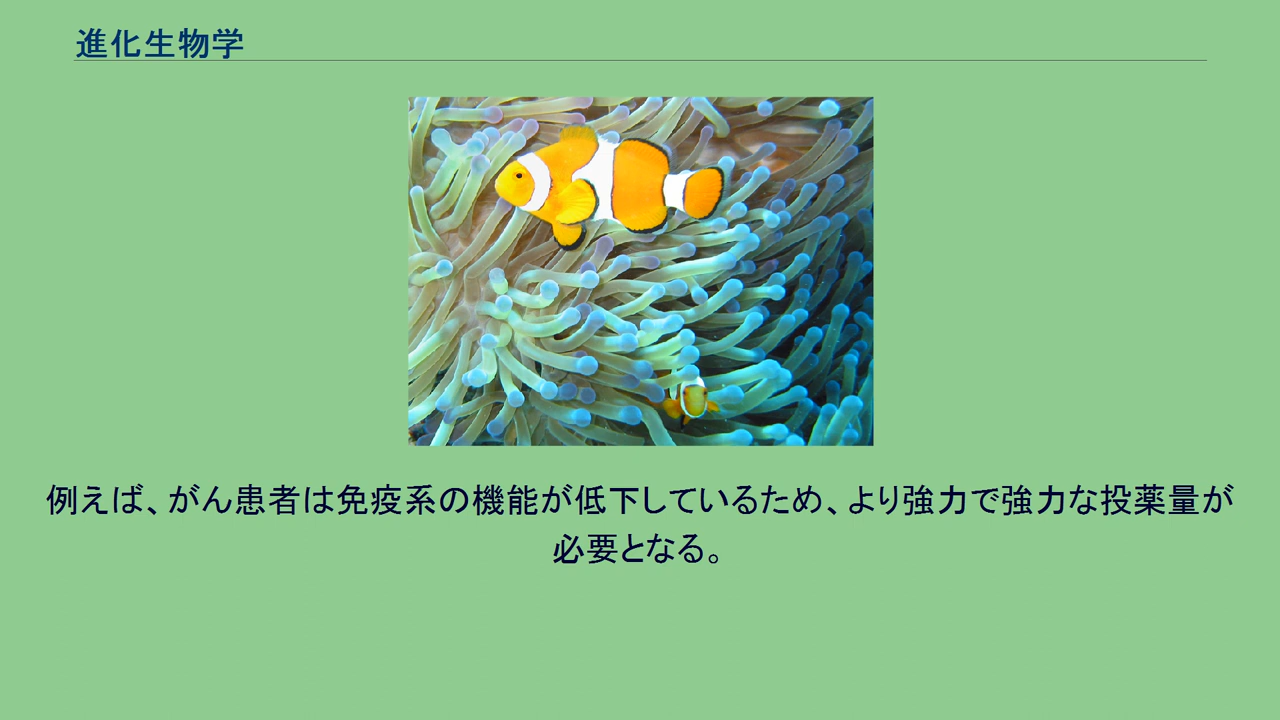 進化生物学
例えば、がん患者は免疫系の機能が低下しているため、より強力で強力な投薬量が
必要となる。